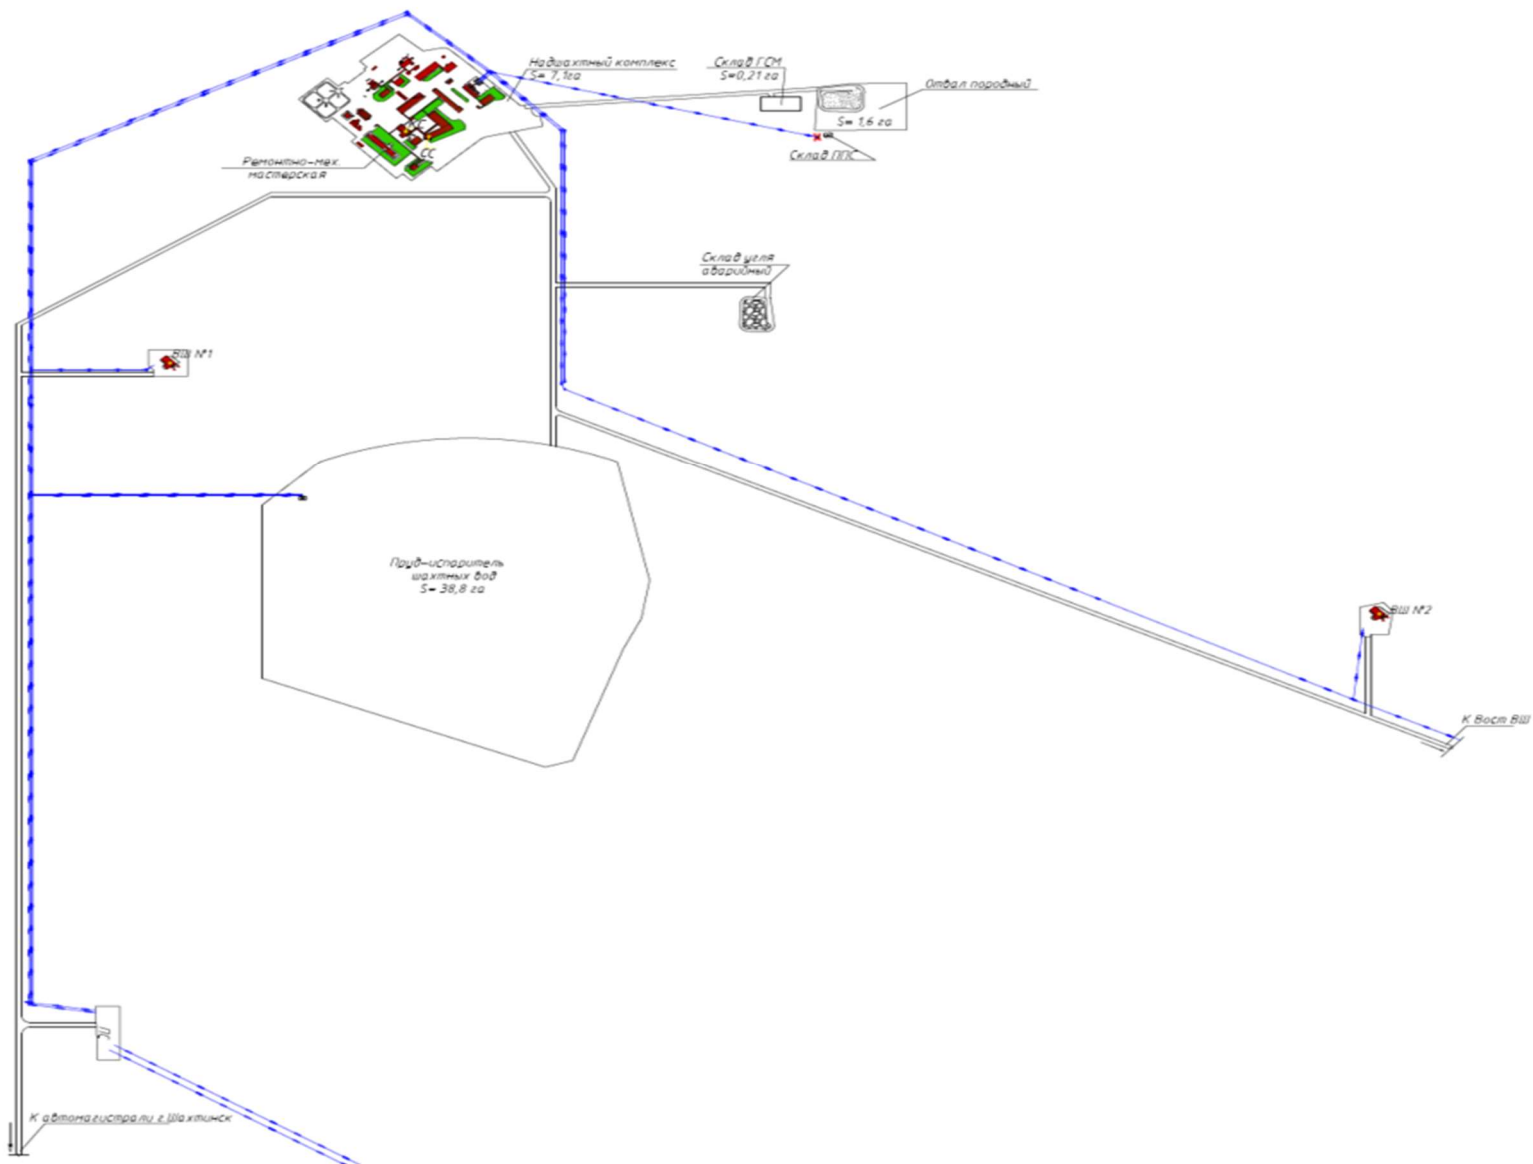 Надшахтный комплекс
S= 7,1га
Склад ГСМ
S=0,21 га
Отвал породный
S= 1,6 га
Склад ППС
Ремонтно-мех.
мастерская
СС
Склад угля
аварийный
ВШ №1
Пруд-испаритель
шахтных вод
S= 38,8 га
ВШ №2
К Вост ВШ
ПС
К автомагистрали г.Шахтинск